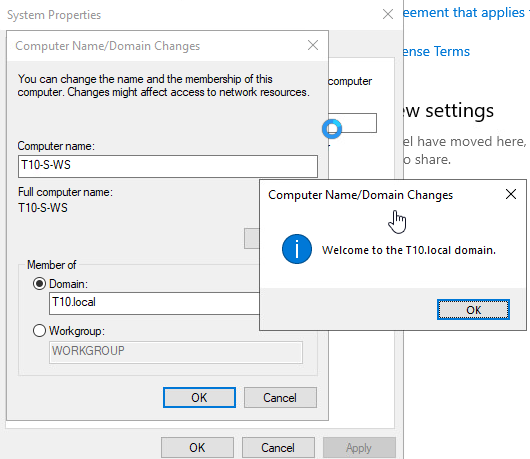 System Properties
eement that applies t
Computer Name/Domain Changes
ense Terms
You can change the name and the membership of this
computer. Changes might affect access to network resources.
computer
w settings
el have moved here,
o share.
Computer name:
T10-S-WS
Full computer name:
T10-S-WS
Computer Name/Domain Changes
Welcome to the T10.local domain.
OK
Member of
Domain:
T10.local
Workgroup:
WORKGROUP
OK
Cancel
OK
Cancel
Apply